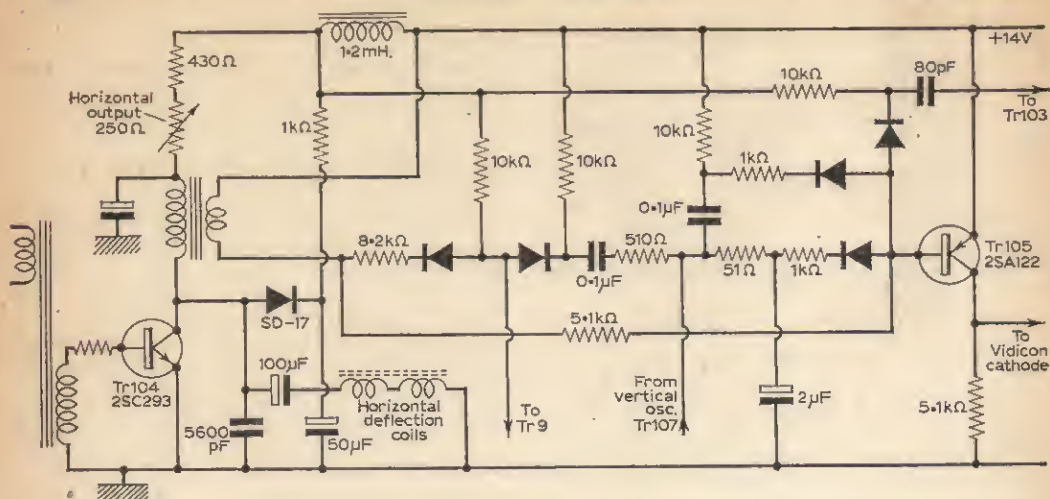 430Ω
Horizontal
output
250Ω
1·2mH.
1kΩ
10kΩ
10kΩ
10kΩ
10kΩ
80pF
+14V
To
Tr103
1kΩ
0·1µF
8·2kΩ
0·1µF
510Ω
51Ω
1kΩ
Tr105
2SA122
SD-17
5·1kΩ
To
Vidicon
cathode
Tr104
2SC293
100µF
Horizontal
deflection
coils
5600
pF
50µF
To
Tr9
From
vertical
osc.
Tr107
2µF
5·1kΩ